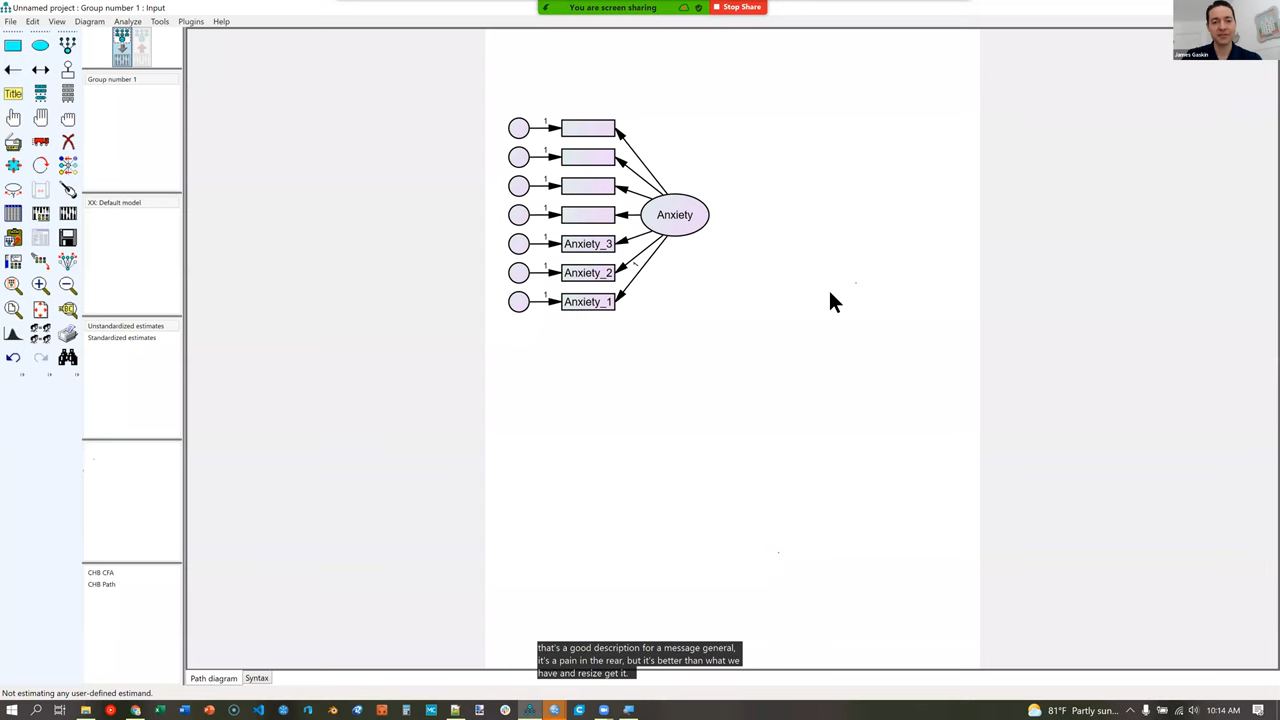 Unnamed project : Group number 1 : Input
You are screen sharing
Stop Share
File Edit View Diagram Analyze Tools Plugins Help
James Gaskin
Title
Group number 1
XX: Default model
Unstandardized estimates
Standardized estimates
CHB CFA
CHB Path
1
1
1
1
1
1
1
1
Anxiety
Anxiety_3
Anxiety_2
Anxiety_1
that's a good description for a message general,
it's a pain in the rear, but it's better than what we
have and resize get it.
Path diagram Syntax
Not estimating any user-defined estimand.
81°F Partly sun...
10:14 AM